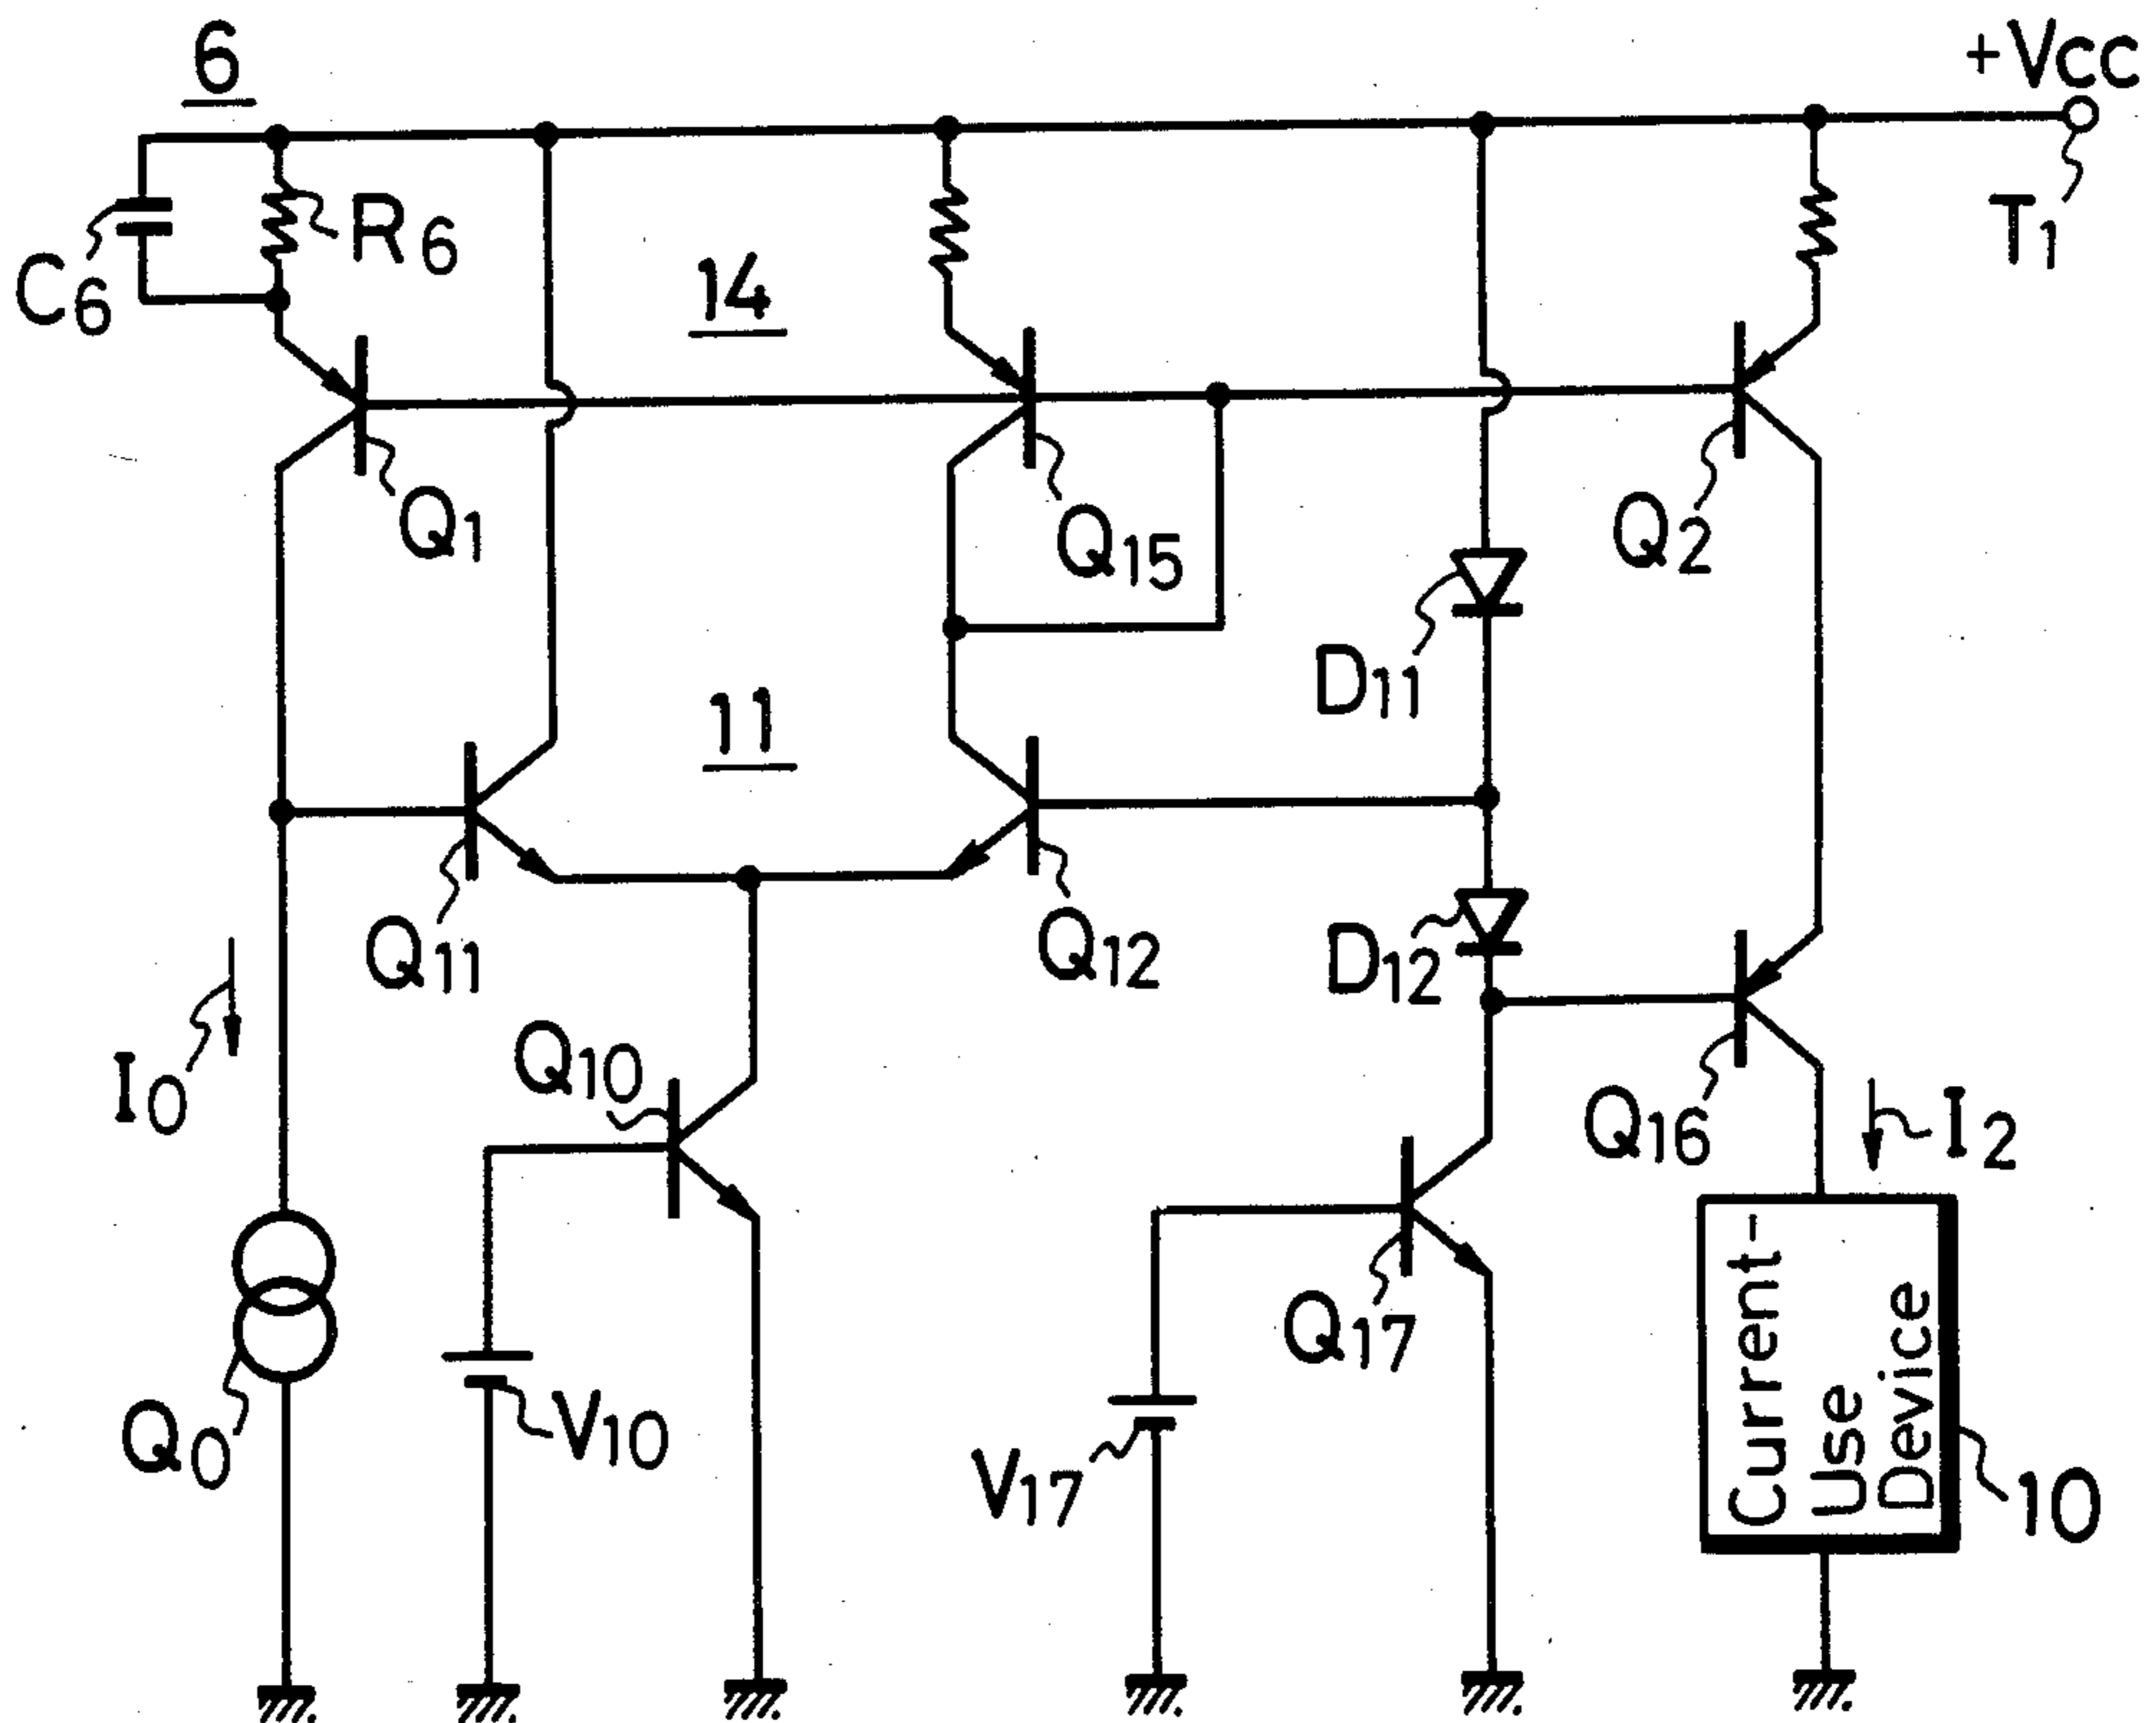 6
+Vcc
T1
C6
R6
14
Q1
Q15
Q2
D11
11
Q11
Q12
D12
I0
Q10
Q16
I2
Q0
V10
Q17
V17
Current-
Use
Device
10